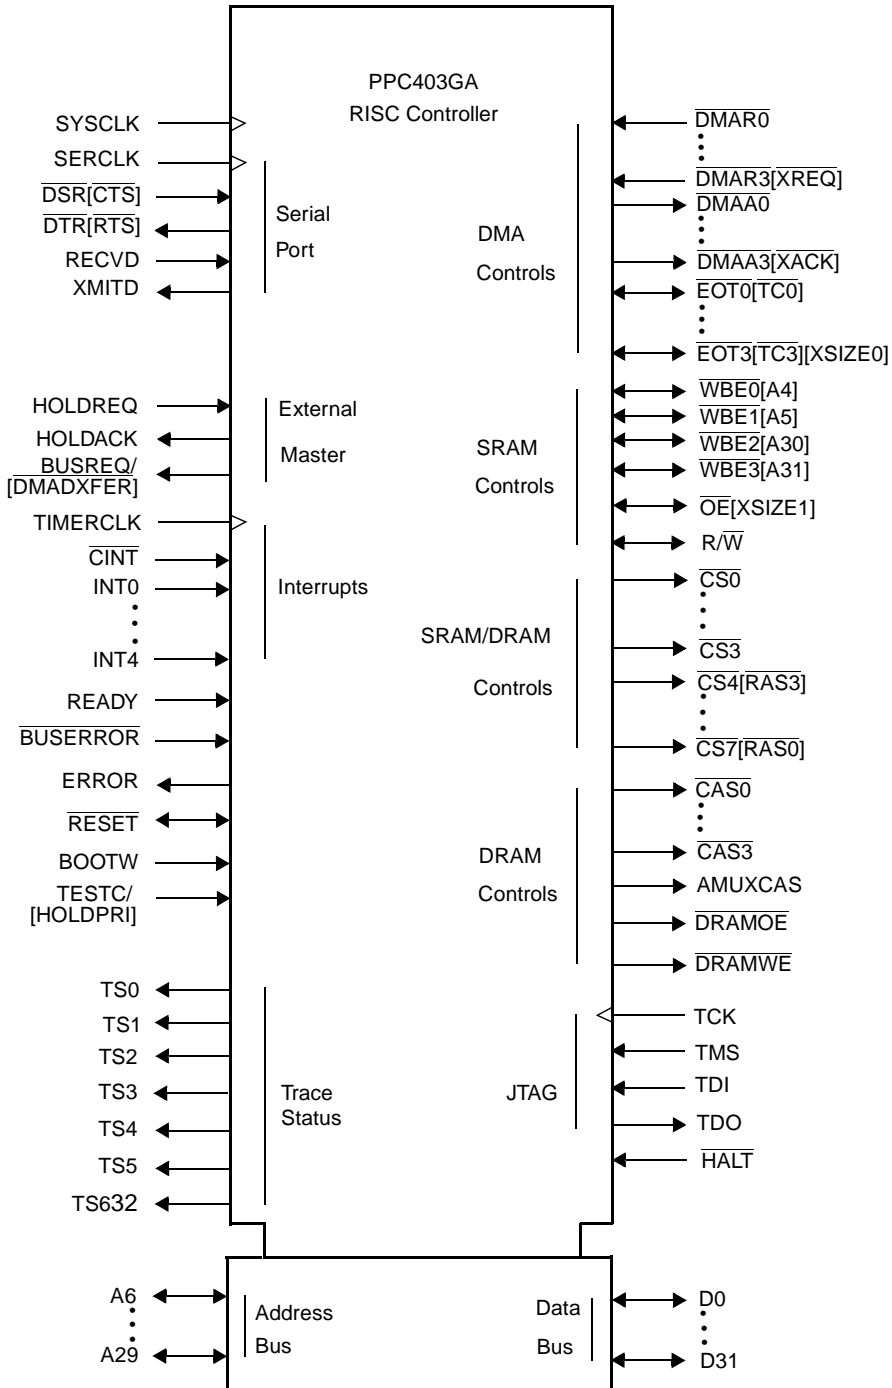 PPC403GA
RISC Controller
SYSCLK
SERCLK
DSR[CTS]
DTR[RTS]
RECVD
XMITD
Serial
Port
HOLDREQ
HOLDACK
BUSREQ/
[DMADXFER]
External
Master
TIMERCLK
CINT
INT0
INT4
Interrupts
READY
BUSERROR
ERROR
RESET
BOOTW
TESTC/
[HOLDPRI]
TS0
TS1
TS2
TS3
TS4
TS5
TS632
Trace
Status
A6
A29
Address
Bus
DMA
Controls
DMAR0
DMAR3[XREQ]
DMAA0
DMAA3[XACK]
EOT0[TC0]
EOT3[TC3][XSIZE0]
SRAM
Controls
WBE0[A4]
WBE1[A5]
WBE2[A30]
WBE3[A31]
OE[XSIZE1]
R/W
SRAM/DRAM
Controls
CS0
CS3
CS4[RAS3]
CS7[RAS0]
DRAM
Controls
CAS0
CAS3
AMUXCAS
DRAMOE
DRAMWE
JTAG
TCK
TMS
TDI
TDO
HALT
Data
Bus
D0
D31